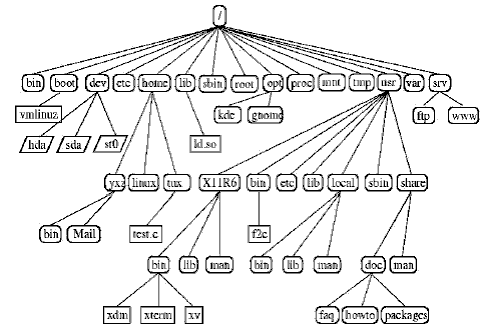 /
bin boot dev etc home lib sbin root opt proc mnt tmp usr var srv
vmlinuz kde gnome ftp www
hda sda st0 ld.so
yxz linux tux X11R6 bin etc lib local sbin share
bin Mail test.c f2c
bin lib man bin lib man doc man
xdm xterm xv faq howto packages